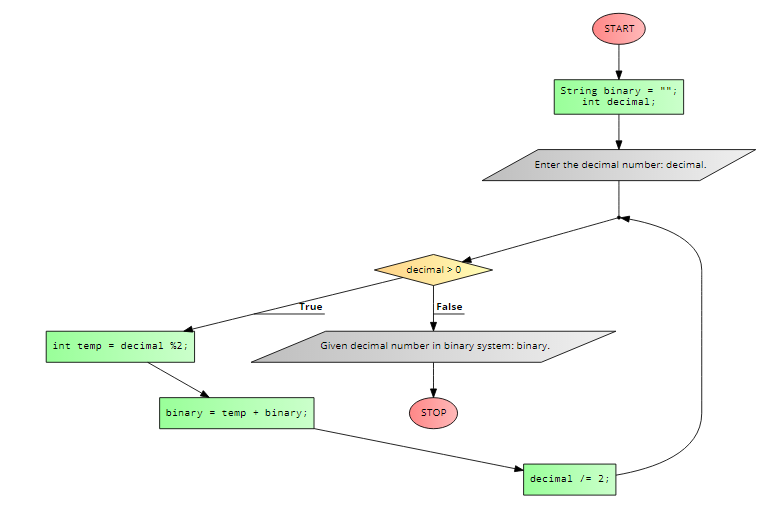 START
String binary = "";
int decimal;
Enter the decimal number: decimal.
decimal > 0
True
False
int temp = decimal %2;
Given decimal number in binary system: binary.
binary = temp + binary;
STOP
decimal /= 2;